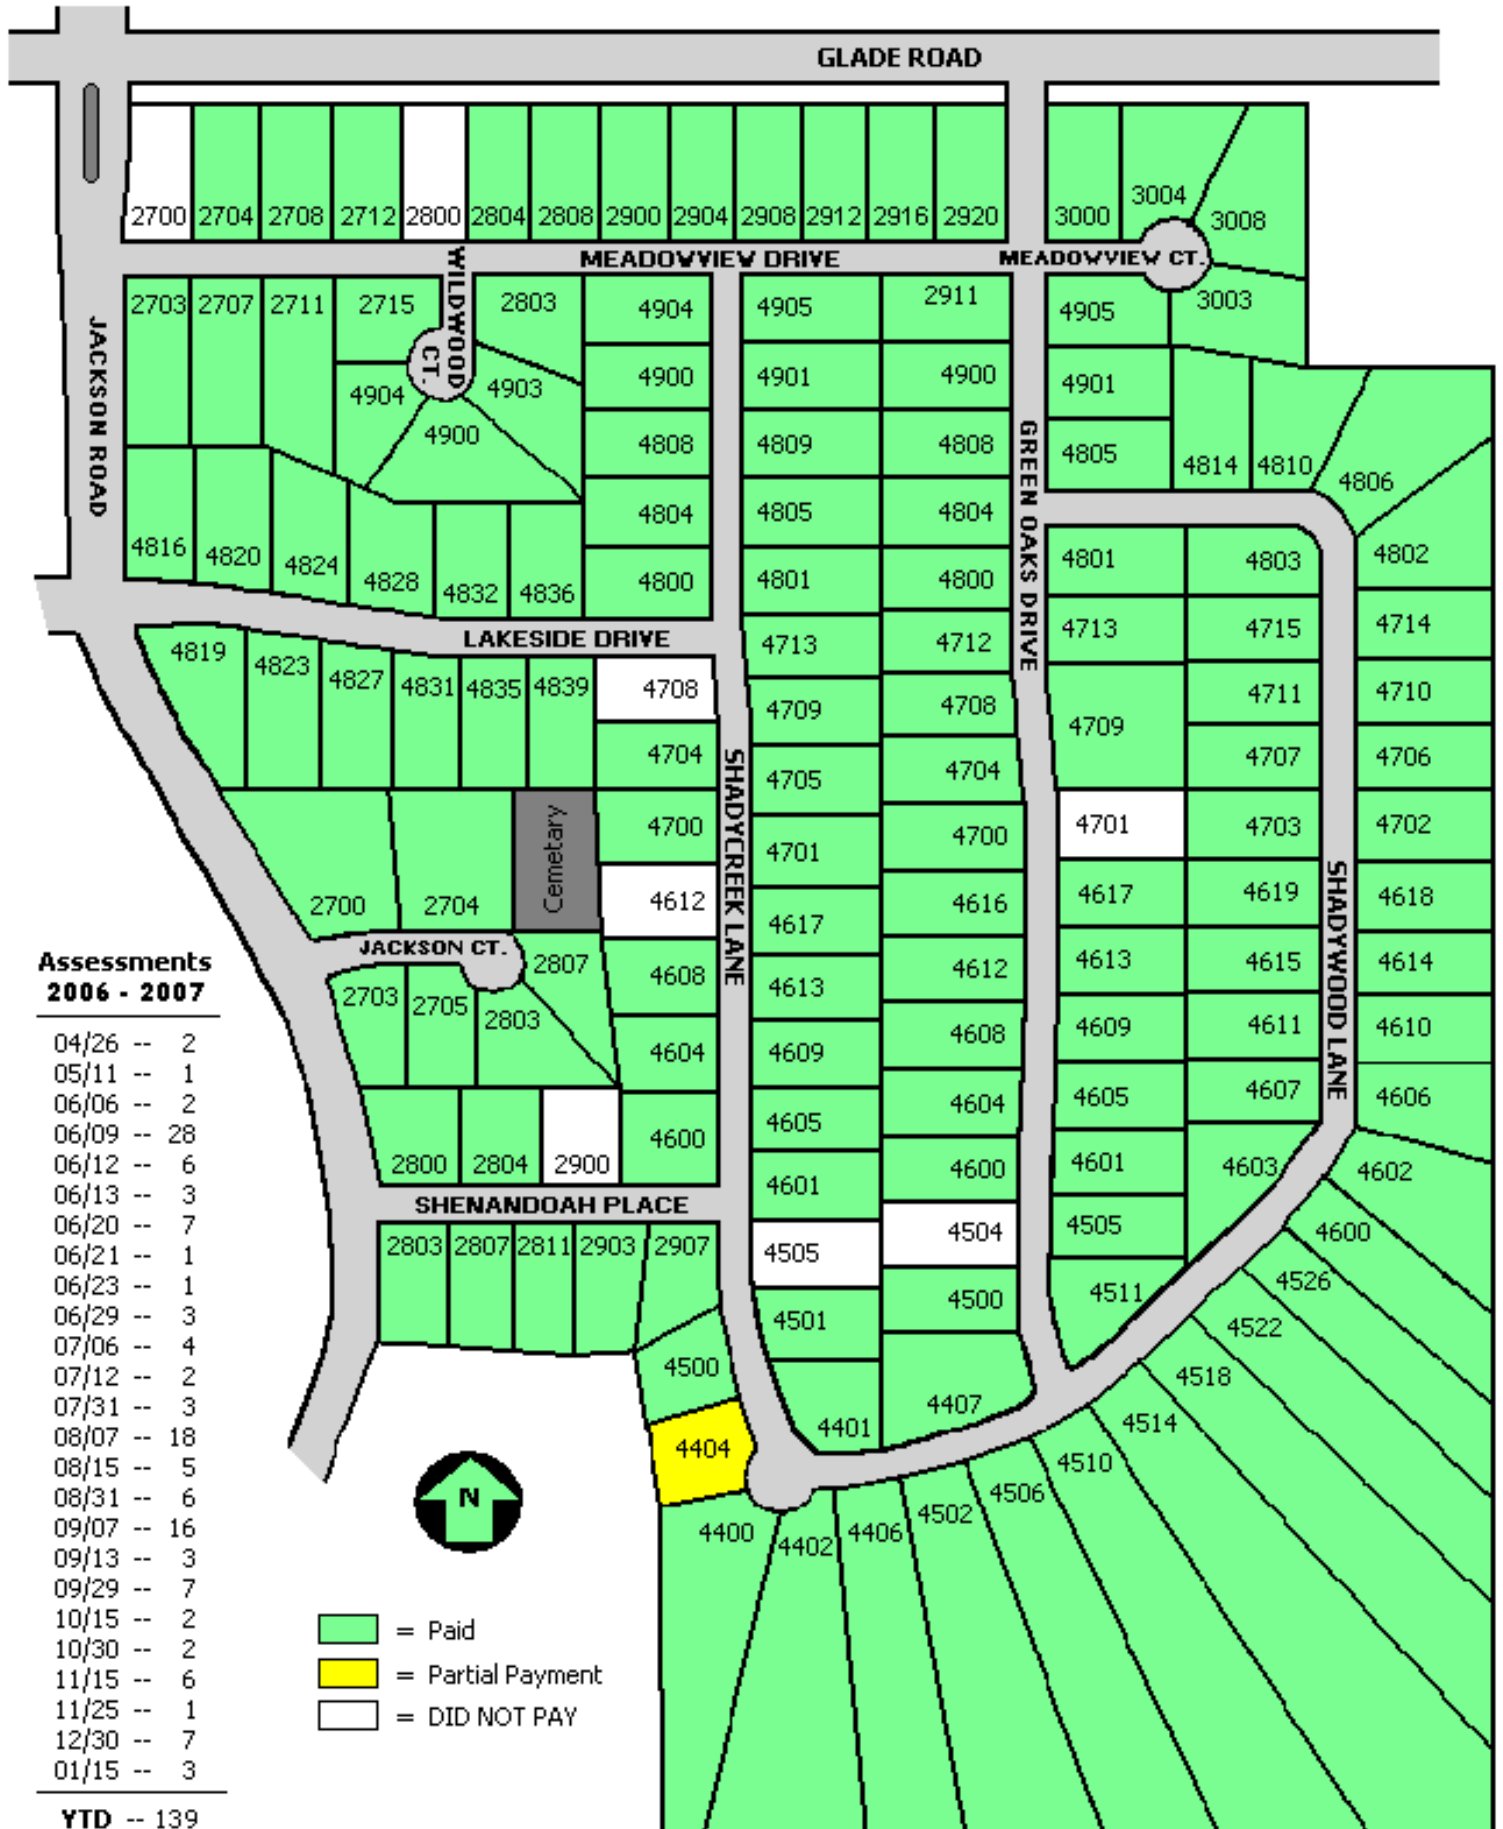 GLADE ROAD
2700 2704 2708 2712 2800 2804 2808 2900 2904 2908 2912 2916 2920 3000 3004 3008
MEADOWVIEW DRIVE
MEADOWVIEW CT.
WILDWOOD
CT.
JACKSON ROAD
2703 2707 2711 2715 2803 4904 4905 2911 4905 3003
4904 4903 4900 4901 4900 4901
4900 4808 4809 4808 4805 4814 4810 4806
GREEN OAKS DRIVE
4816 4820 4824 4828 4832 4836
4804 4805 4804
4800 4801 4800 4801 4803 4802
LAKESIDE DRIVE
4819 4823 4827 4831 4835 4839
4713 4712 4713 4715 4714
4708 4709 4708 4709 4711 4710
4704 4705 4704 4707 4706
SHADYCREEK LANE
4700 4701 4700 4701 4703 4702
Cemetary
2700 2704
4612 4617 4616 4617 4619 4618
SHADYWOOD LANE
JACKSON CT.
2703 2705 2803 2807
4608 4613 4612 4613 4615 4614
4604 4609 4608 4609 4611 4610
4600 4605 4604 4605 4607 4606
2800 2804 2900
4601 4600 4601 4603 4602
SHENANDOAH PLACE
2803 2807 2811 2903 2907
4505 4504 4505 4600
4501 4500 4511 4526
4500 4401 4407 4522
4404 4518
4514
4510
4506
4502
4400 4402 4406
Assessments
2006 - 2007
04/26 -- 2
05/11 -- 1
06/06 -- 2
06/09 -- 28
06/12 -- 6
06/13 -- 3
06/20 -- 7
06/21 -- 1
06/23 -- 1
06/29 -- 3
07/06 -- 4
07/12 -- 2
07/31 -- 3
08/07 -- 18
08/15 -- 5
08/31 -- 6
09/07 -- 16
09/13 -- 3
09/29 -- 7
10/15 -- 2
10/30 -- 2
11/15 -- 6
11/25 -- 1
12/30 -- 7
01/15 -- 3
YTD -- 139
N
= Paid
= Partial Payment
= DID NOT PAY